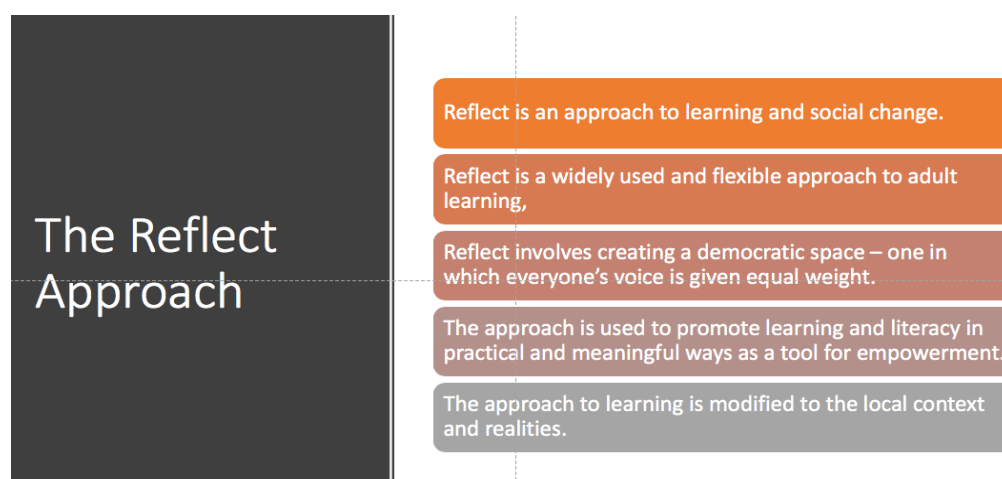 The Reflect
Approach
Reflect is an approach to learning and social change.
Reflect is a widely used and flexible approach to adult
learning,
Reflect involves creating a democratic space – one in
which everyone’s voice is given equal weight.
The approach is used to promote learning and literacy in
practical and meaningful ways as a tool for empowerment.
The approach to learning is modified to the local context
and realities.